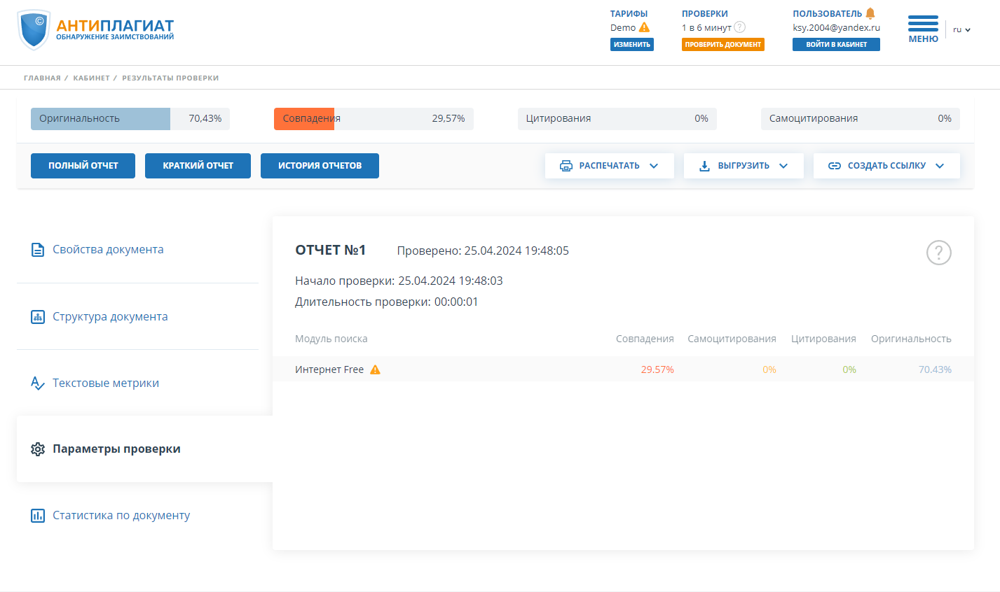 ©
АНТИПЛАГИАТ
ОБНАРУЖЕНИЕ ЗАИМСТВОВАНИЙ
ТАРИФЫ
Demo
ИЗМЕНИТЬ
ПРОВЕРКИ
1 в 6 минут ?
ПРОВЕРИТЬ ДОКУМЕНТ
ПОЛЬЗОВАТЕЛЬ
ksy.2004@yandex.ru
ВОЙТИ В КАБИНЕТ
МЕНЮ
ru
ГЛАВНАЯ / КАБИНЕТ / РЕЗУЛЬТАТЫ ПРОВЕРКИ
Оригинальность 70,43%
Совпадения 29,57%
Цитирования 0%
Самоцитирования 0%
ПОЛНЫЙ ОТЧЕТ
КРАТКИЙ ОТЧЕТ
ИСТОРИЯ ОТЧЕТОВ
РАСПЕЧАТАТЬ
ВЫГРУЗИТЬ
СОЗДАТЬ ССЫЛКУ
Свойства документа
Структура документа
Текстовые метрики
Параметры проверки
Статистика по документу
ОТЧЕТ №1 Проверено: 25.04.2024 19:48:05 ?
Начало проверки: 25.04.2024 19:48:03
Длительность проверки: 00:00:01
Модуль поиска Совпадения Самоцитирования Цитирования Оригинальность
Интернет Free 29.57% 0% 0% 70.43%